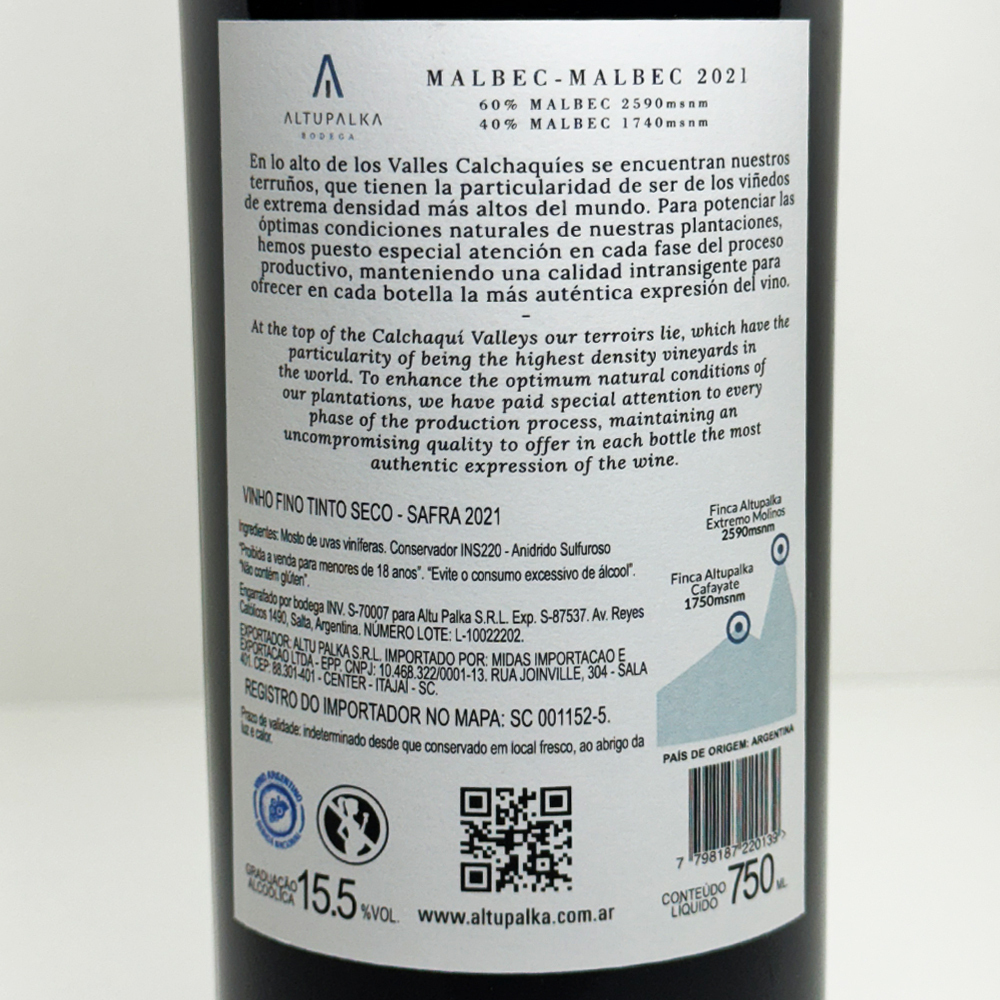 ALTUPALKA
BODEGA
MALBEC-MALBEC 2021
60% MALBEC 2590msnm
40% MALBEC 1740msnm
En lo alto de los Valles Calchaquíes se encuentran nuestros
terruños, que tienen la particularidad de ser de los viñedos
de extrema densidad más altos del mundo. Para potenciar las
óptimas condiciones naturales de nuestras plantaciones,
hemos puesto especial atención en cada fase del proceso
productivo, manteniendo una calidad intransigente para
ofrecer en cada botella la más auténtica expresión del vino.
-
At the top of the Calchaquí Valleys our terroirs lie, which have the
particularity of being the highest density vineyards in
the world. To enhance the optimum natural conditions of
our plantations, we have paid special attention to every
phase of the production process, maintaining an
uncompromising quality to offer in each bottle the most
authentic expression of the wine.
VINHO FINO TINTO SECO - SAFRA 2021
Ingredientes: Mosto de uvas viníferas. Conservador INS220 - Anidrido Sulfuroso
"Proibida a venda para menores de 18 anos". "Evite o consumo excessivo de álcool".
"Não contém glúten".
Engarrafado por bodega INV. S-70007 para Altu Palka S.R.L. Exp. S-87537. Av. Reyes
Católicos 1490, Salta, Argentina. NÚMERO LOTE: L-10022202.
EXPORTADOR: ALTU PALKA S.R.L. IMPORTADO POR: MIDAS IMPORTACAO E
EXPORTACAO LTDA - EPP. CNPJ: 10.468.322/0001-13. RUA JOINVILLE, 304 - SALA
401. CEP: 88.301-401 - CENTER - ITAJAÍ - SC.
REGISTRO DO IMPORTADOR NO MAPA: SC 001152-5.
Prazo de validade: indeterminado desde que conservado em local fresco, ao abrigo da
luz e calor.
Finca Altupalka
Extremo Molinos
2590msnm
Finca Altupalka
Cafayate
1750msnm
PAÍS DE ORIGEM: ARGENTINA
VINO ARGENTINO
BEBIDA NACIONAL
7 798187 220139
GRADUAÇÃO
ALCOÓLICA 15.5 %VOL.
www.altupalka.com.ar
CONTEÚDO
LÍQUIDO 750 ML